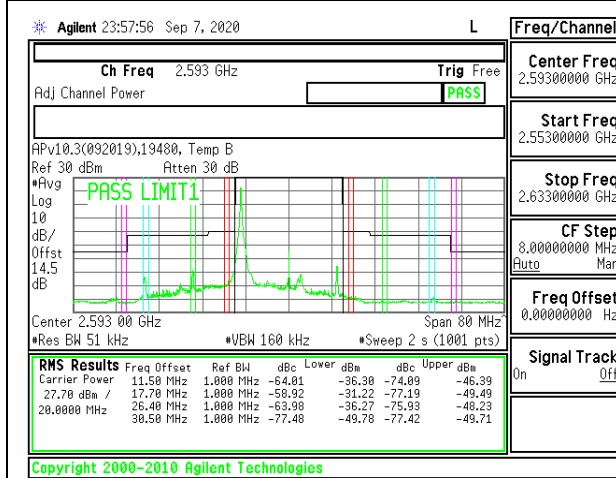 Agilent 23:57:56 Sep 7, 2020 L
Freq/Channel
Ch Freq 2.593 GHz Trig Free
Adj Channel Power PASS
Center Freq
2.59300000 GHz
Start Freq
2.55300000 GHz
Stop Freq
2.63300000 GHz
CF Step
8.00000000 MHz
Auto Man
Freq Offset
0.00000000 Hz
Signal Track
On Off
APv10.3(092019),19480, Temp B
Ref 30 dBm Atten 30 dB
#Avg
Log
10
dB/
Offst
14.5
dB
PASS LIMIT1
Center 2.593 00 GHz Span 80 MHz
#Res BW 51 kHz #VBW 160 kHz #Sweep 2 s (1001 pts)
RMS Results Freq Offset Ref BW dBc Lower dBm dBc Upper dBm
Carrier Power 11.50 MHz 1.000 MHz -64.01 -36.30 -74.09 -46.39
27.70 dBm / 17.70 MHz 1.000 MHz -58.92 -31.22 -77.19 -49.49
20.0000 MHz 26.40 MHz 1.000 MHz -63.98 -36.27 -75.93 -48.23
30.50 MHz 1.000 MHz -77.48 -49.78 -77.42 -49.71
Copyright 2000-2010 Agilent Technologies